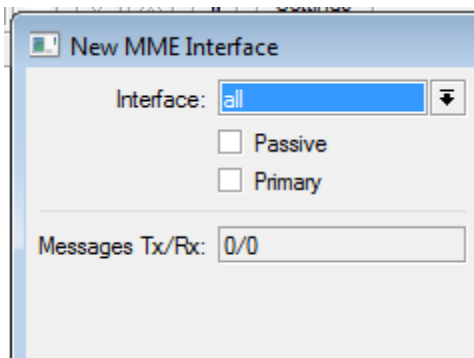 New MME Interface
Interface: all
Passive
Primary
Messages Tx/Rx: 0/0